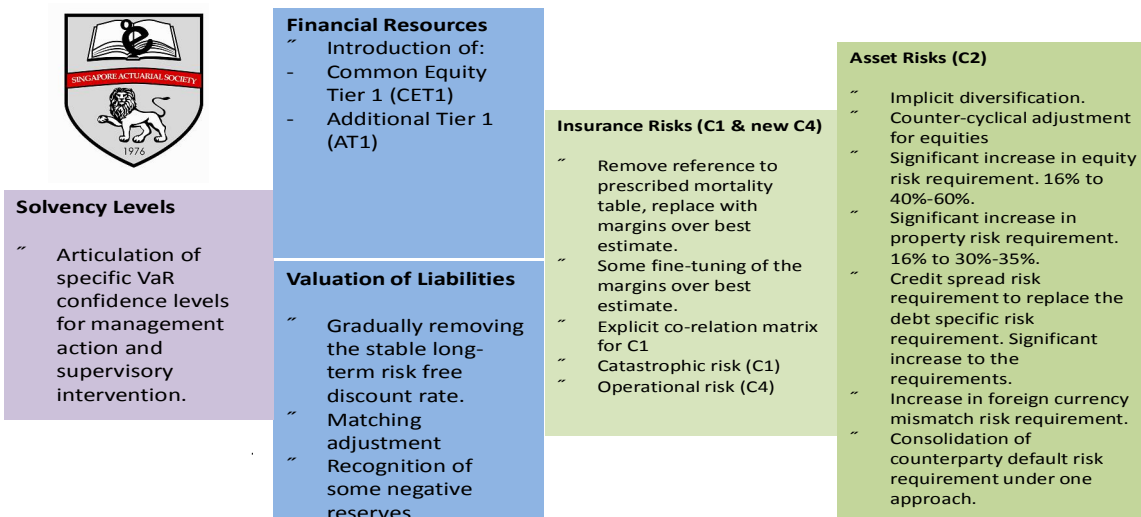 SINGAPORE ACTUARIAL SOCIETY
1976
Solvency Levels
˝ Articulation of
specific VaR
confidence levels
for management
action and
supervisory
intervention.
Financial Resources
˝ Introduction of:
- Common Equity
Tier 1 (CET1)
- Additional Tier 1
(AT1)
Valuation of Liabilities
˝ Gradually removing
the stable long-
term risk free
discount rate.
˝ Matching
adjustment
˝ Recognition of
some negative
reserves
Insurance Risks (C1 & new C4)
˝ Remove reference to
prescribed mortality
table, replace with
margins over best
estimate.
˝ Some fine-tuning of the
margins over best
estimate.
˝ Explicit co-relation matrix
for C1
˝ Catastrophic risk (C1)
˝ Operational risk (C4)
Asset Risks (C2)
˝ Implicit diversification.
˝ Counter-cyclical adjustment
for equities
˝ Significant increase in equity
risk requirement. 16% to
40%-60%.
˝ Significant increase in
property risk requirement.
16% to 30%-35%.
˝ Credit spread risk
requirement to replace the
debt specific risk
requirement. Significant
increase to the
requirements.
˝ Increase in foreign currency
mismatch risk requirement.
˝ Consolidation of
counterparty default risk
requirement under one
approach.